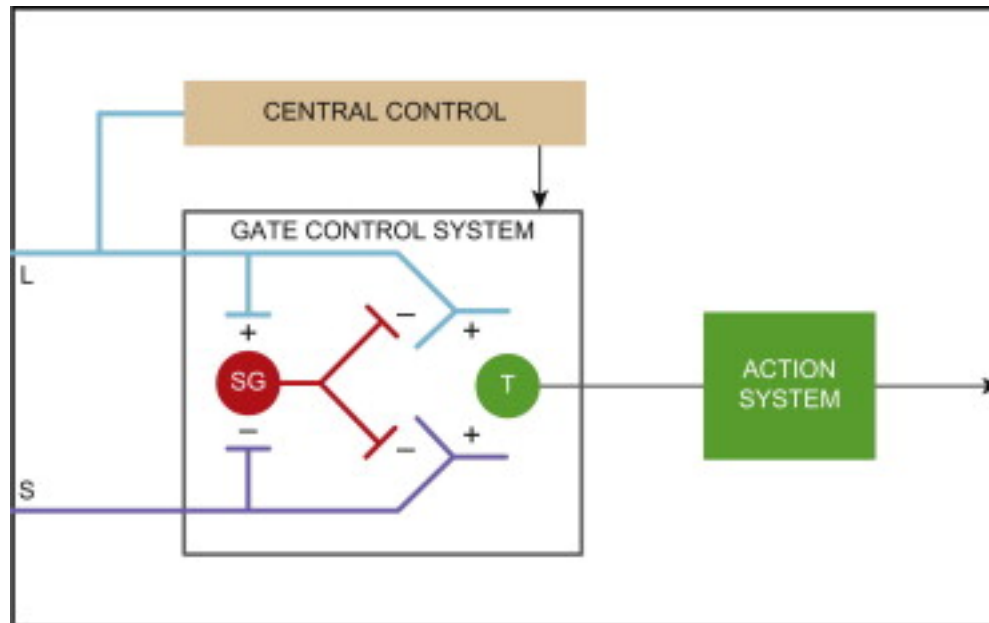 CENTRAL CONTROL
GATE CONTROL SYSTEM
L
+
–
+
SG
T
ACTION
SYSTEM
–
–
+
S